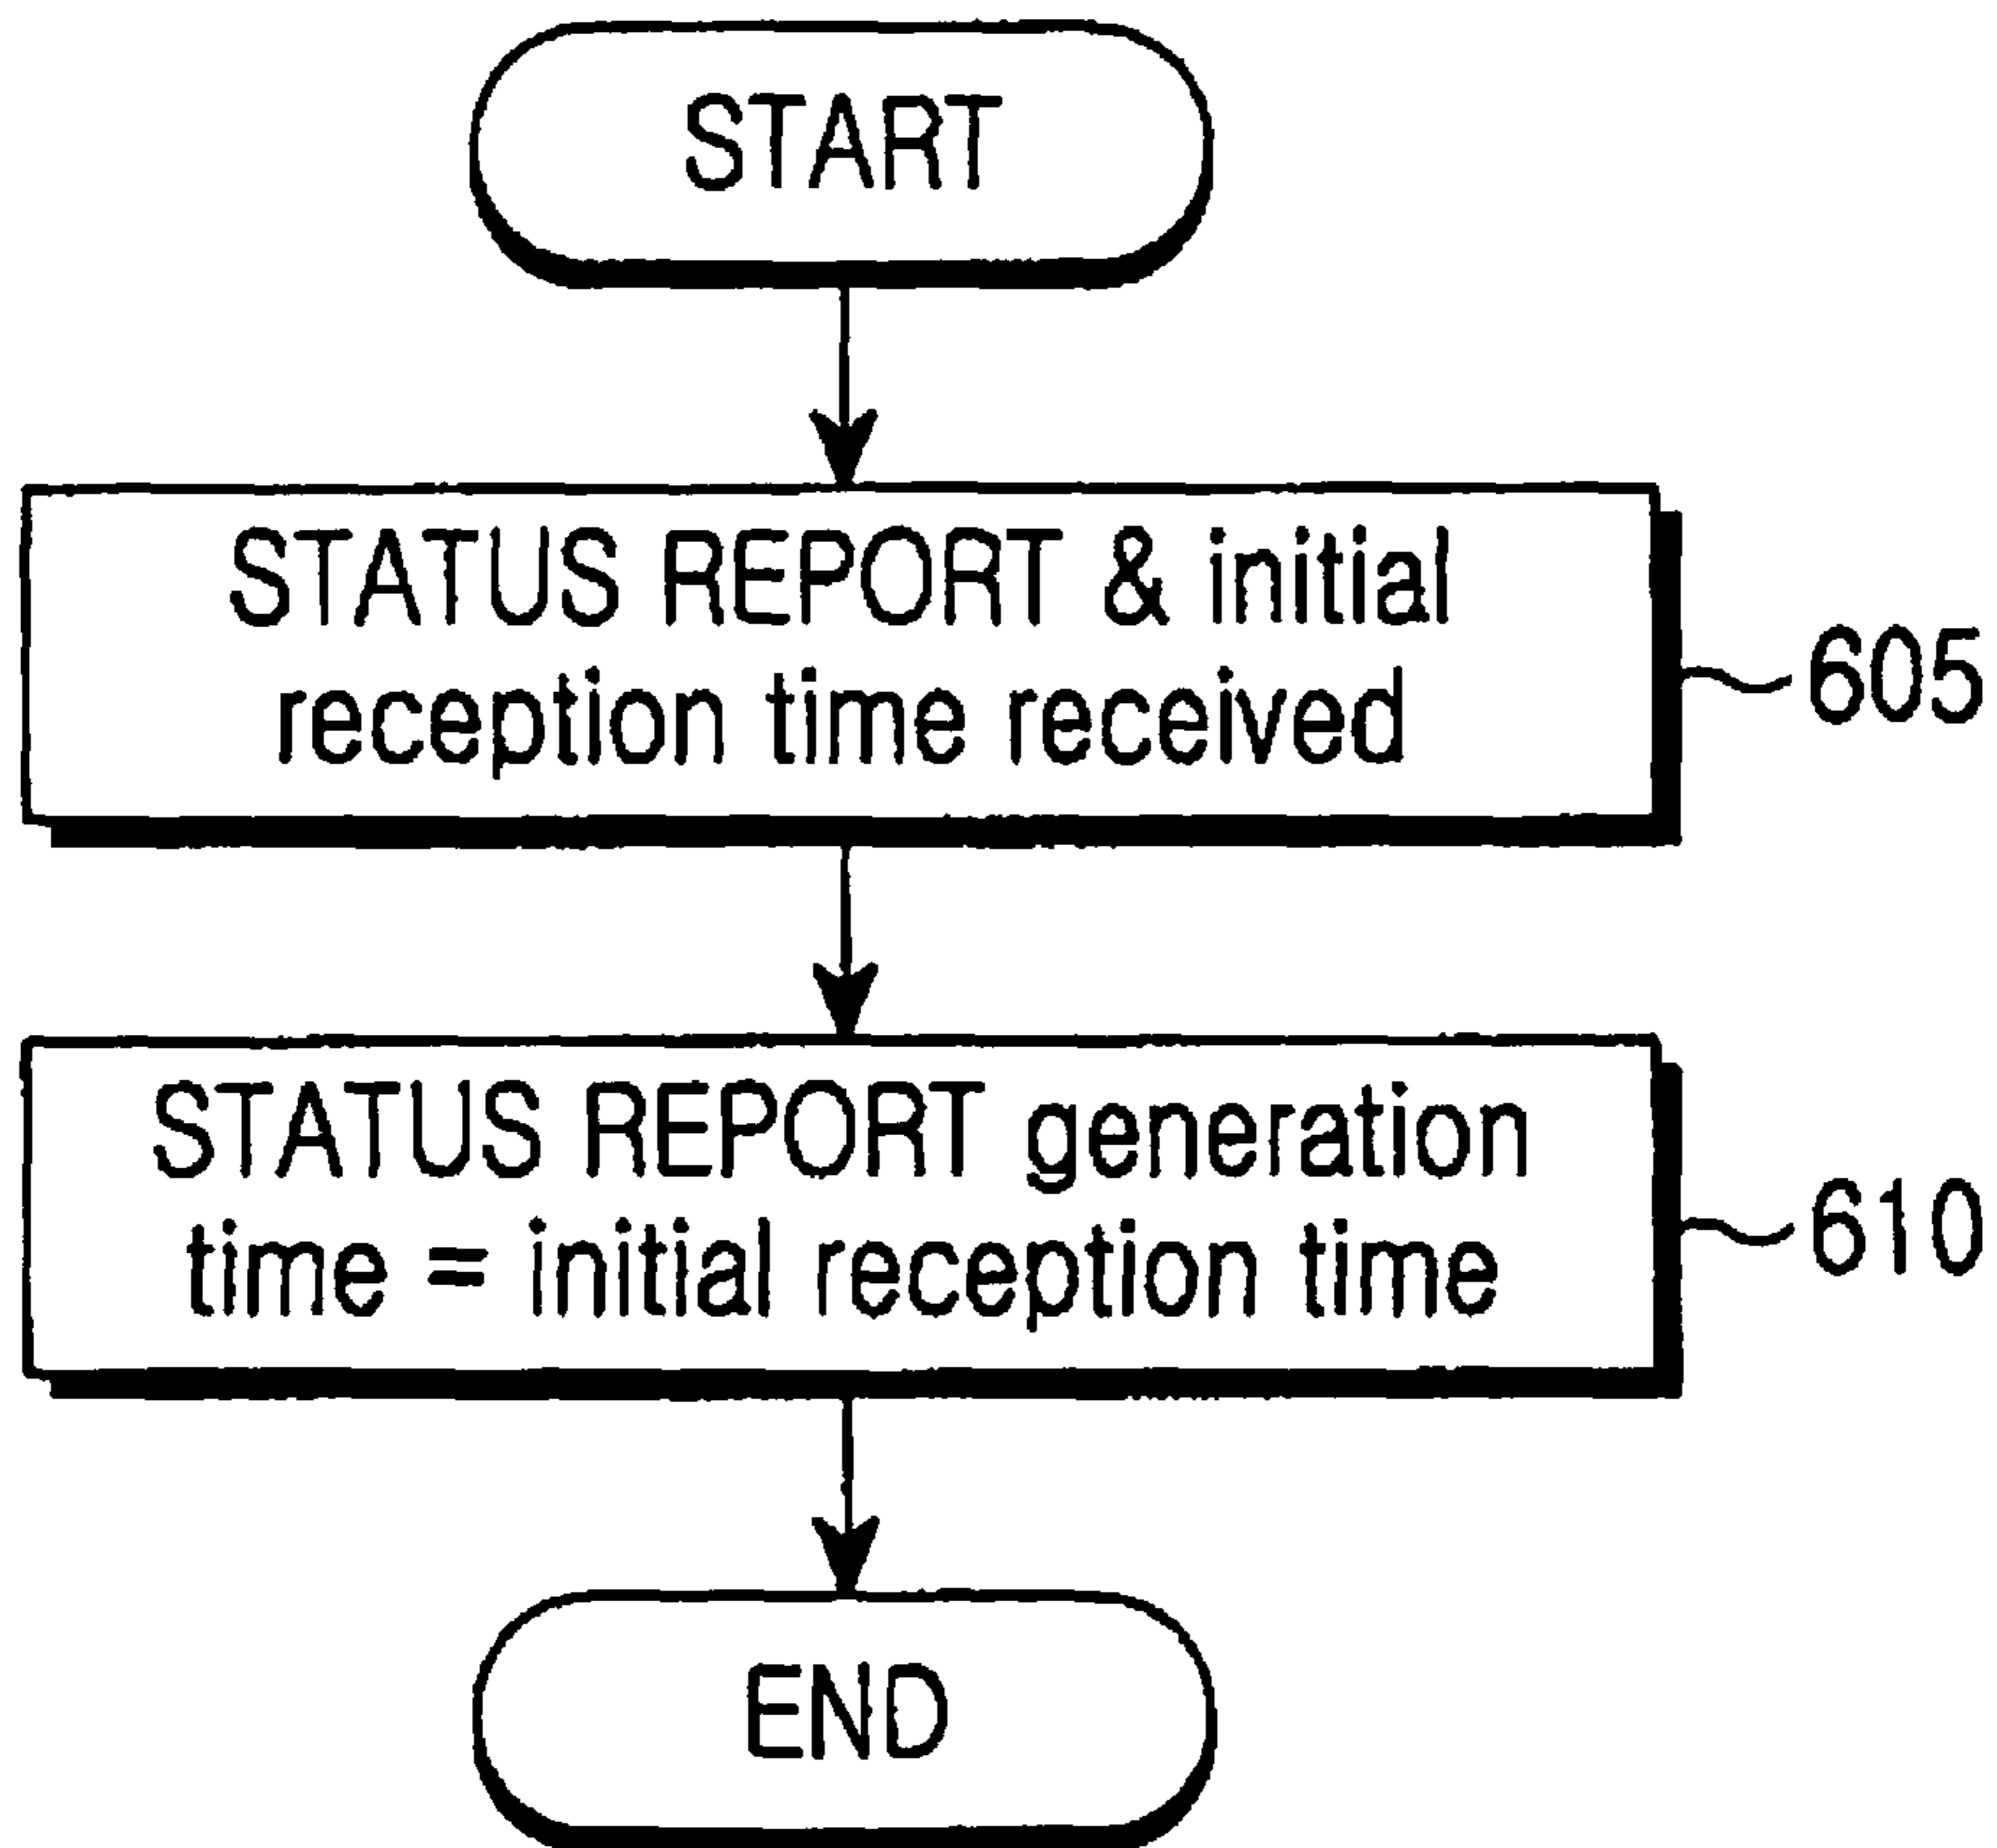 START
STATUS REPORT & initial
reception time received
605
STATUS REPORT generation
time = initial reception time
610
END